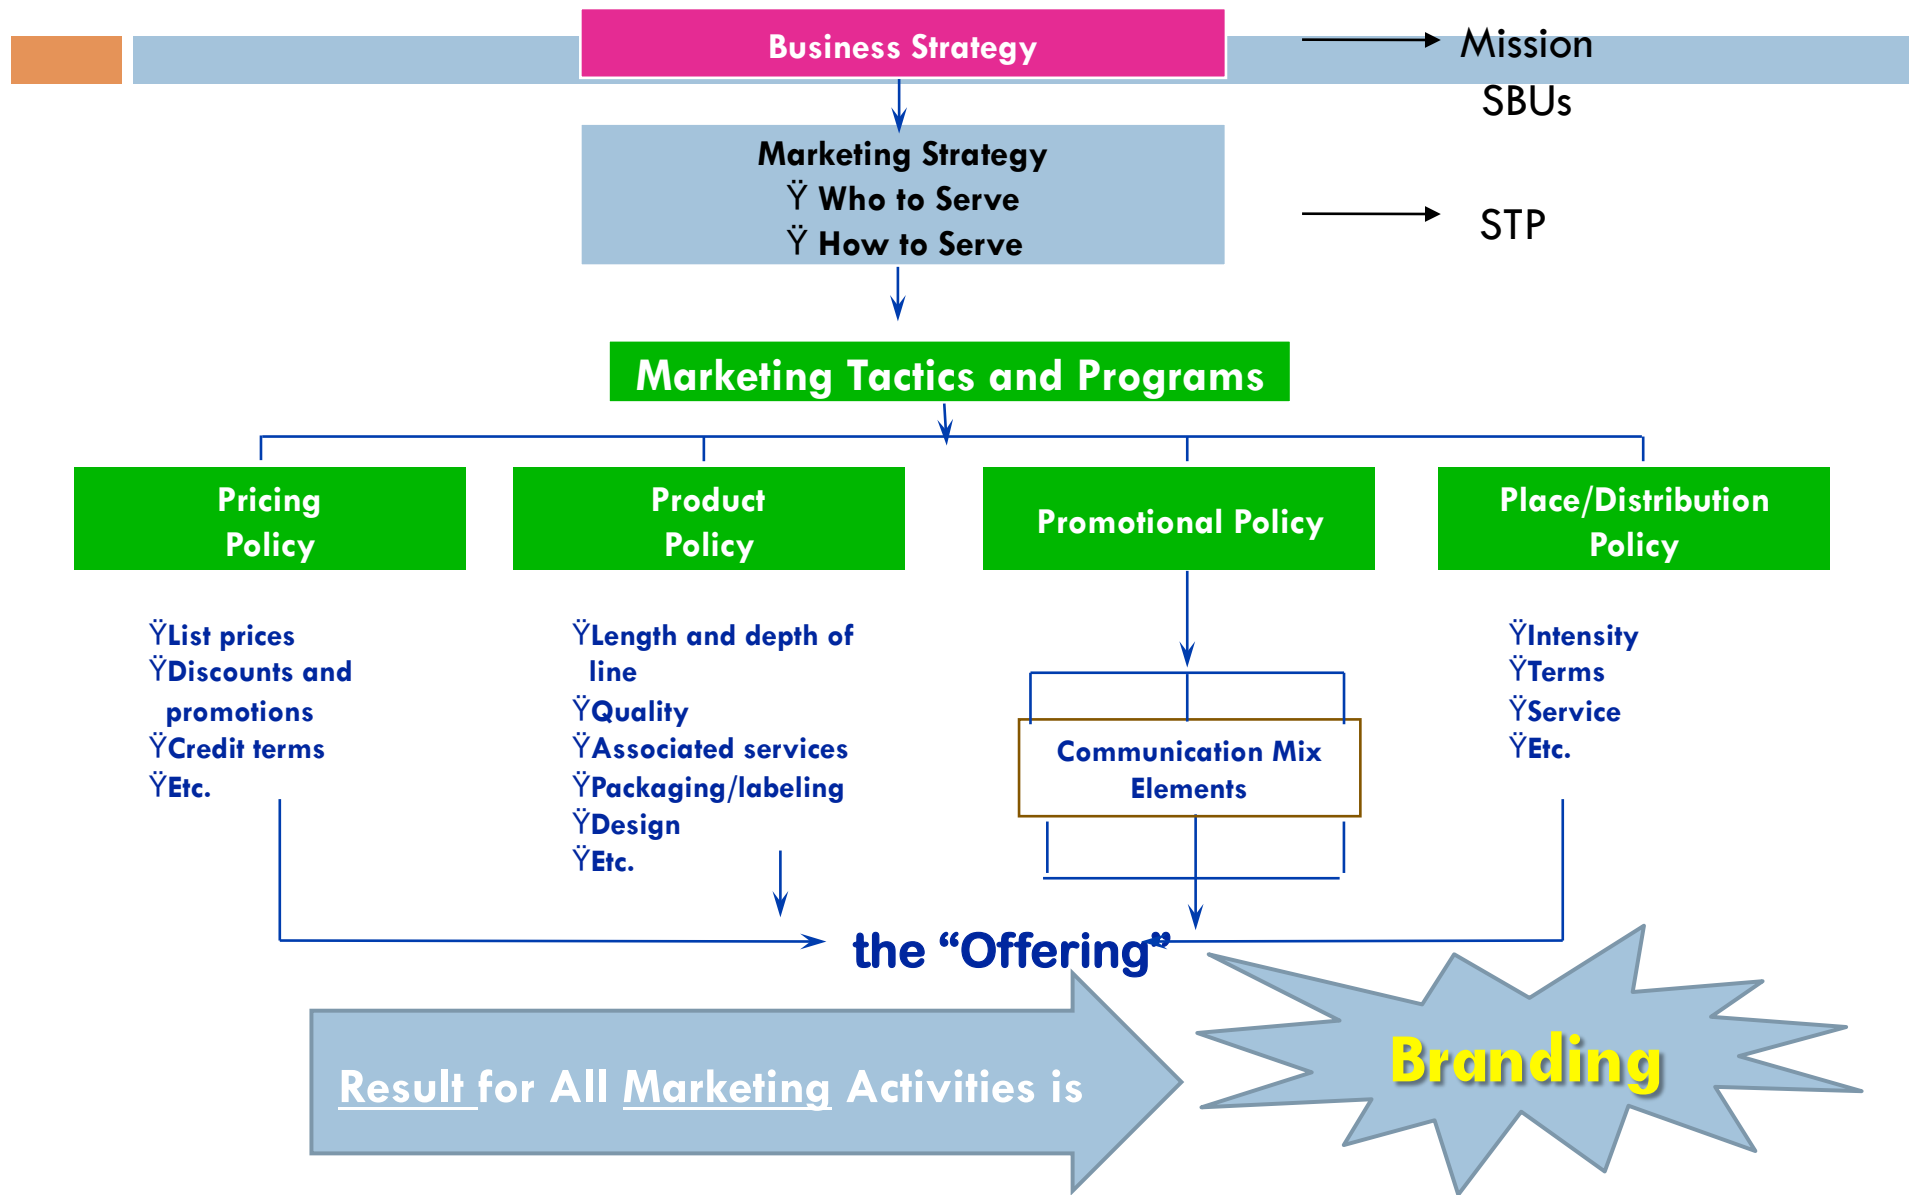 Business Strategy
Mission
SBUs
Marketing Strategy
Ÿ Who to Serve
Ÿ How to Serve
STP
Marketing Tactics and Programs
Pricing
Policy
ŸList prices
ŸDiscounts and
promotions
ŸCredit terms
ŸEtc.
Product
Policy
ŸLength and depth of
line
ŸQuality
ŸAssociated services
ŸPackaging/labeling
ŸDesign
ŸEtc.
Promotional Policy
Communication Mix
Elements
Place/Distribution
Policy
ŸIntensity
ŸTerms
ŸService
ŸEtc.
the “Offering”
Result for All Marketing Activities is
Branding